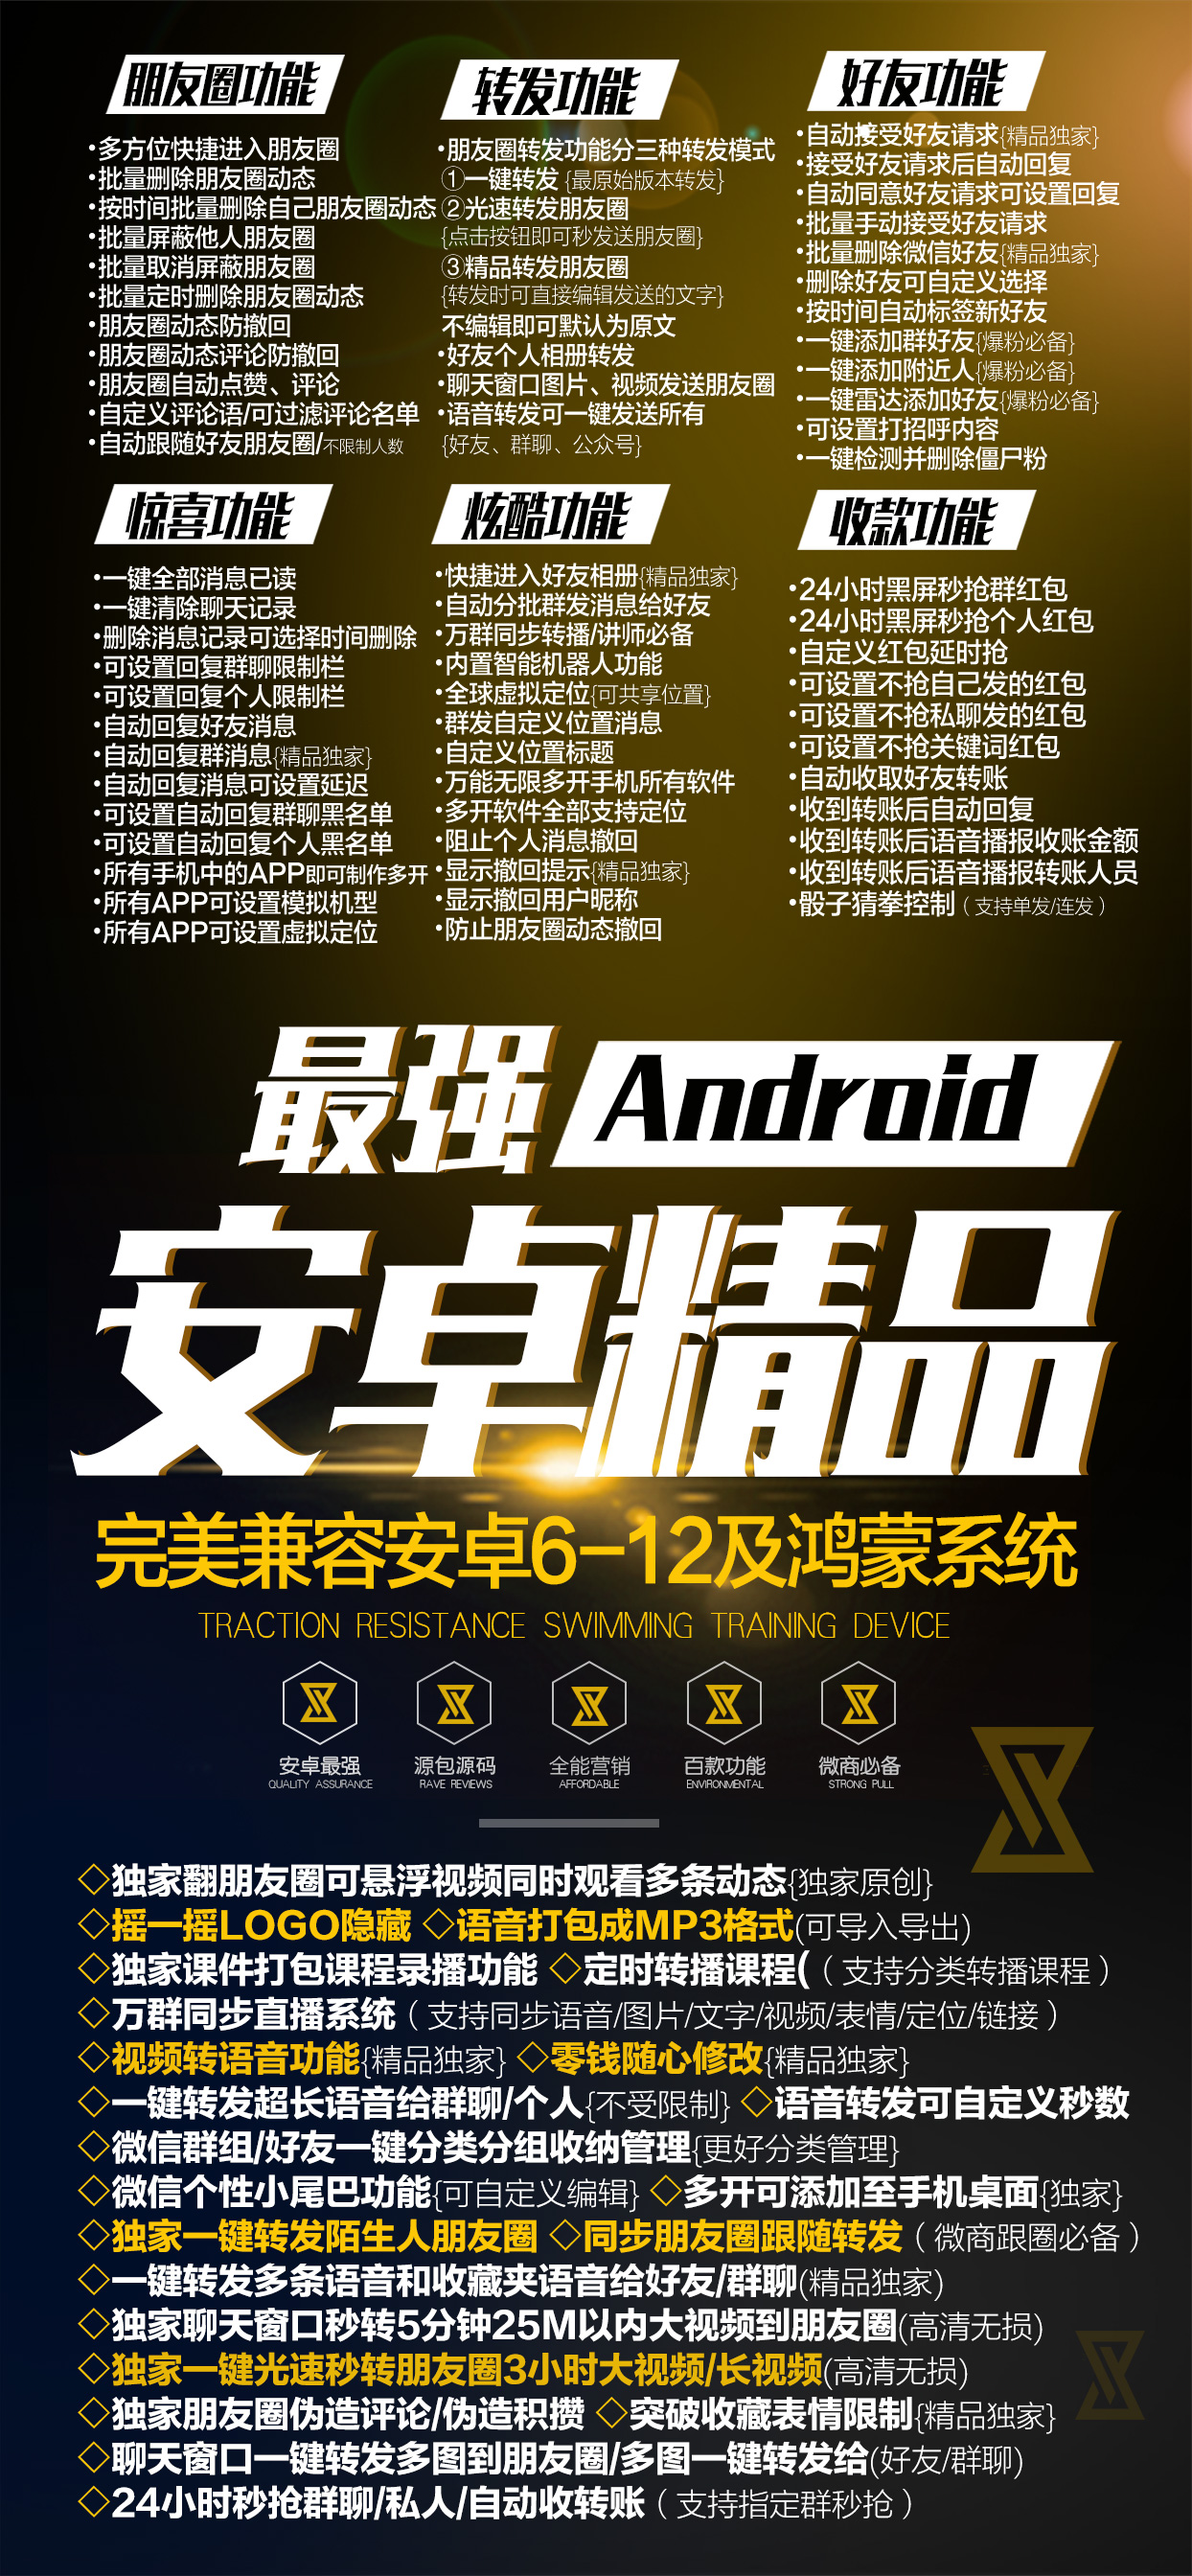 朋友圈功能
•多方位快捷进入朋友圈
•批量删除朋友圈动态
•按时间批量删除自己朋友圈动态
•批量屏蔽他人朋友圈
•批量取消屏蔽朋友圈
•批量定时删除朋友圈动态
•朋友圈动态防撤回
•朋友圈动态评论防撤回
•朋友圈自动点赞、评论
•自定义评论语/可过滤评论名单
•自动跟随好友朋友圈/不限制人数
转发功能
•朋友圈转发功能分三种转发模式
①一键转发 {最原始版本转发}
②光速转发朋友圈
{点击按钮即可秒发送朋友圈}
③精品转发朋友圈
{转发时可直接编辑发送的文字}
不编辑即可默认为原文
•好友个人相册转发
•聊天窗口图片、视频发送朋友圈
•语音转发可一键发送所有
{好友、群聊、公众号}
好友功能
•自动接受好友请求{精品独家}
•接受好友请求后自动回复
•自动同意好友请求可设置回复
•批量手动接受好友请求
•批量删除微信好友{精品独家}
•删除好友可自定义选择
•按时间自动标签新好友
•一键添加群好友{爆粉必备}
•一键添加附近人{爆粉必备}
•一键雷达添加好友{爆粉必备}
•可设置打招呼内容
•一键检测并删除僵尸粉
惊喜功能
•一键全部消息已读
•一键清除聊天记录
•删除消息记录可选择时间删除
•可设置回复群聊限制栏
•可设置回复个人限制栏
•自动回复好友消息
•自动回复群消息{精品独家}
•自动回复消息可设置延迟
•可设置自动回复群聊黑名单
•可设置自动回复个人黑名单
•所有手机中的APP即可制作多开
•所有APP可设置模拟机型
•所有APP可设置虚拟定位
炫酷功能
•快捷进入好友相册{精品独家}
•自动分批群发消息给好友
•万群同步转播/讲师必备
•内置智能机器人功能
•全球虚拟定位{可共享位置}
•群发自定义位置消息
•自定义位置标题
•万能无限多开手机所有软件
•多开软件全部支持定位
•阻止个人消息撤回
•显示撤回提示{精品独家}
•显示撤回用户昵称
•防止朋友圈动态撤回
收款功能
•24小时黑屏秒抢群红包
•24小时黑屏秒抢个人红包
•自定义红包延时抢
•可设置不抢自己发的红包
•可设置不抢私聊发的红包
•可设置不抢关键词红包
•自动收取好友转账
•收到转账后自动回复
•收到转账后语音播报收账金额
•收到转账后语音播报转账人员
•骰子猜拳控制（支持单发/连发）
最强 Android
安卓精品
完美兼容安卓6-12及鸿蒙系统
TRACTION RESISTANCE SWIMMING TRAINING DEVICE
安卓最强 源包源码 全能营销 百款功能 微商必备
QUALITY ASSURANCE RAVE REVIEWS AFFORDABLE ENVIRONMENTAL STRONG PULL
◇独家翻朋友圈可悬浮视频同时观看多条动态{独家原创}
◇摇一摇LOGO隐藏 ◇语音打包成MP3格式(可导入导出)
◇独家课件打包课程录播功能 ◇定时转播课程(（支持分类转播课程）
◇万群同步直播系统（支持同步语音/图片/文字/视频/表情/定位/链接）
◇视频转语音功能{精品独家} ◇零钱随心修改{精品独家}
◇一键转发超长语音给群聊/个人{不受限制} ◇语音转发可自定义秒数
◇微信群组/好友一键分类分组收纳管理{更好分类管理}
◇微信个性小尾巴功能{可自定义编辑} ◇多开可添加至手机桌面{独家}
◇独家一键转发陌生人朋友圈 ◇同步朋友圈跟随转发（微商跟圈必备）
◇一键转发多条语音和收藏夹语音给好友/群聊(精品独家)
◇独家聊天窗口秒转5分钟25M以内大视频到朋友圈(高清无损)
◇独家一键光速秒转朋友圈3小时大视频/长视频(高清无损)
◇独家朋友圈伪造评论/伪造积攒 ◇突破收藏表情限制{精品独家}
◇聊天窗口一键转发多图到朋友圈/多图一键转发给(好友/群聊)
◇24小时秒抢群聊/私人/自动收转账（支持指定群秒抢）